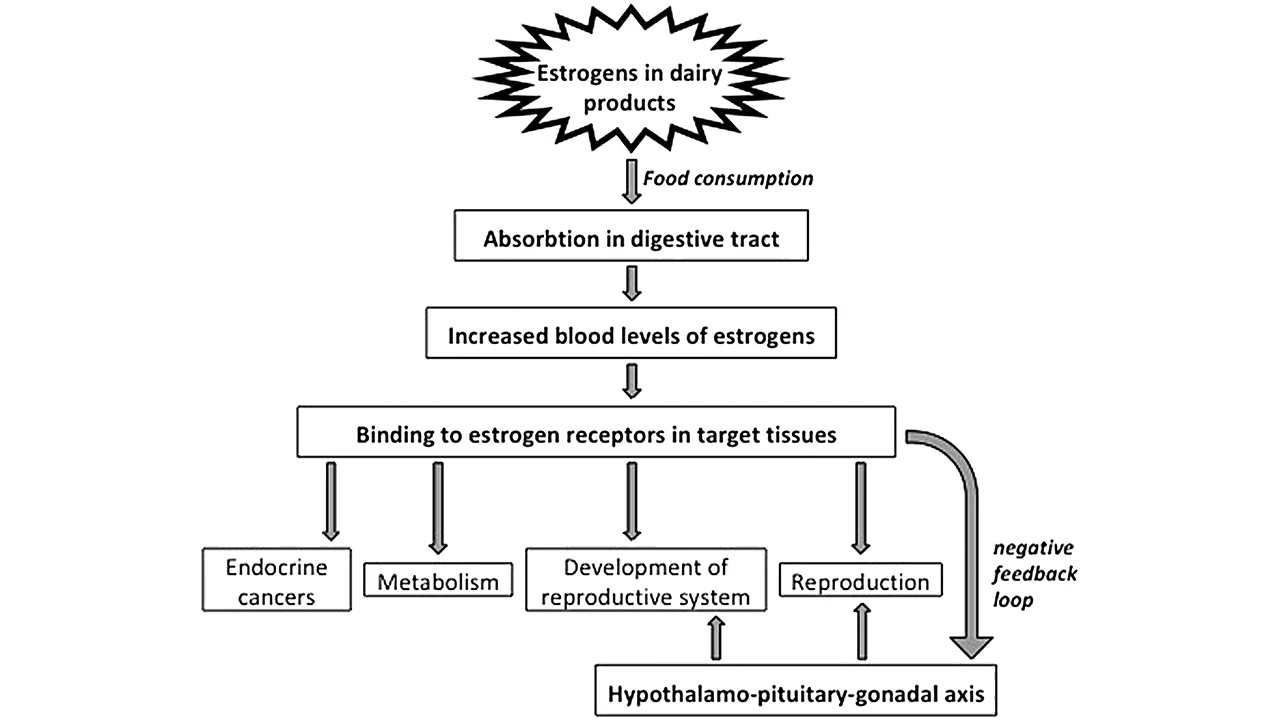 Estrogens in dairy
products
Food consumption
Absorbtion in digestive tract
Increased blood levels of estrogens
Binding to estrogen receptors in target tissues
Endocrine
cancers
Metabolism
Development of
reproductive system
Reproduction
negative
feedback
loop
Hypothalamo-pituitary-gonadal axis